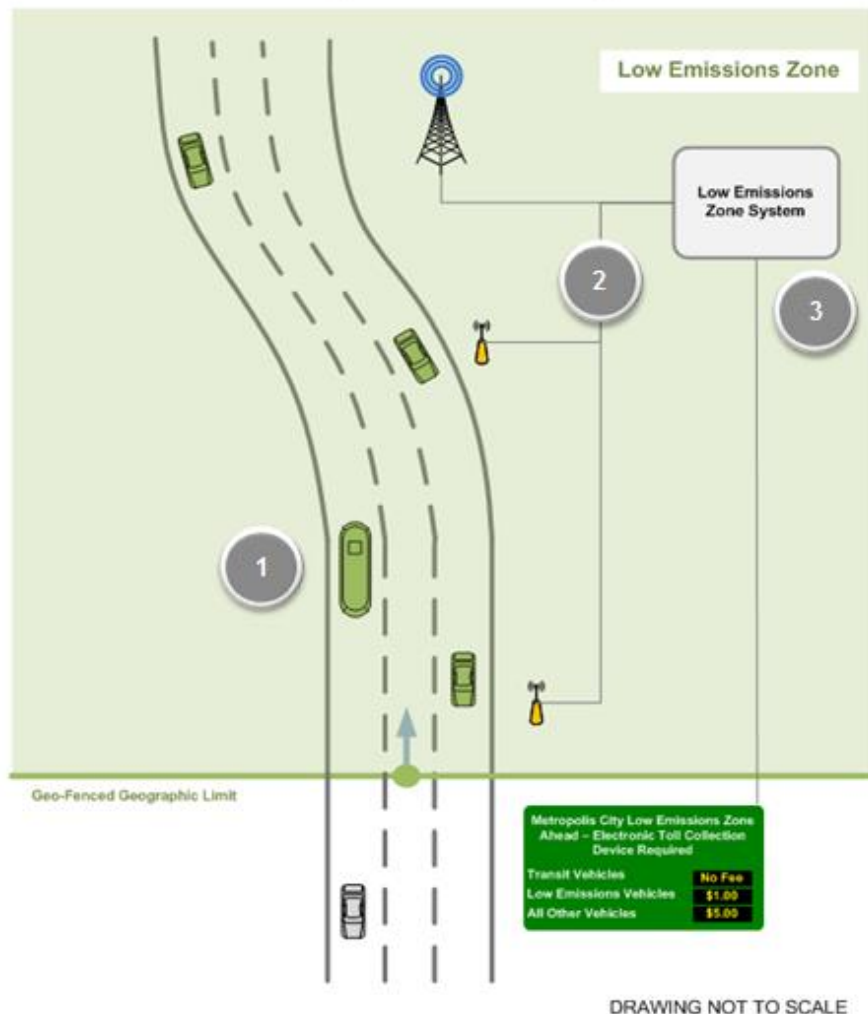 Low Emissions Zone
Low Emissions
Zone System
2
3
1
Geo-Fenced Geographic Limit
Metropolis City Low Emissions Zone
Ahead – Electronic Toll Collection
Device Required
Transit Vehicles No Fee
Low Emissions Vehicles $1.00
All Other Vehicles $5.00
DRAWING NOT TO SCALE